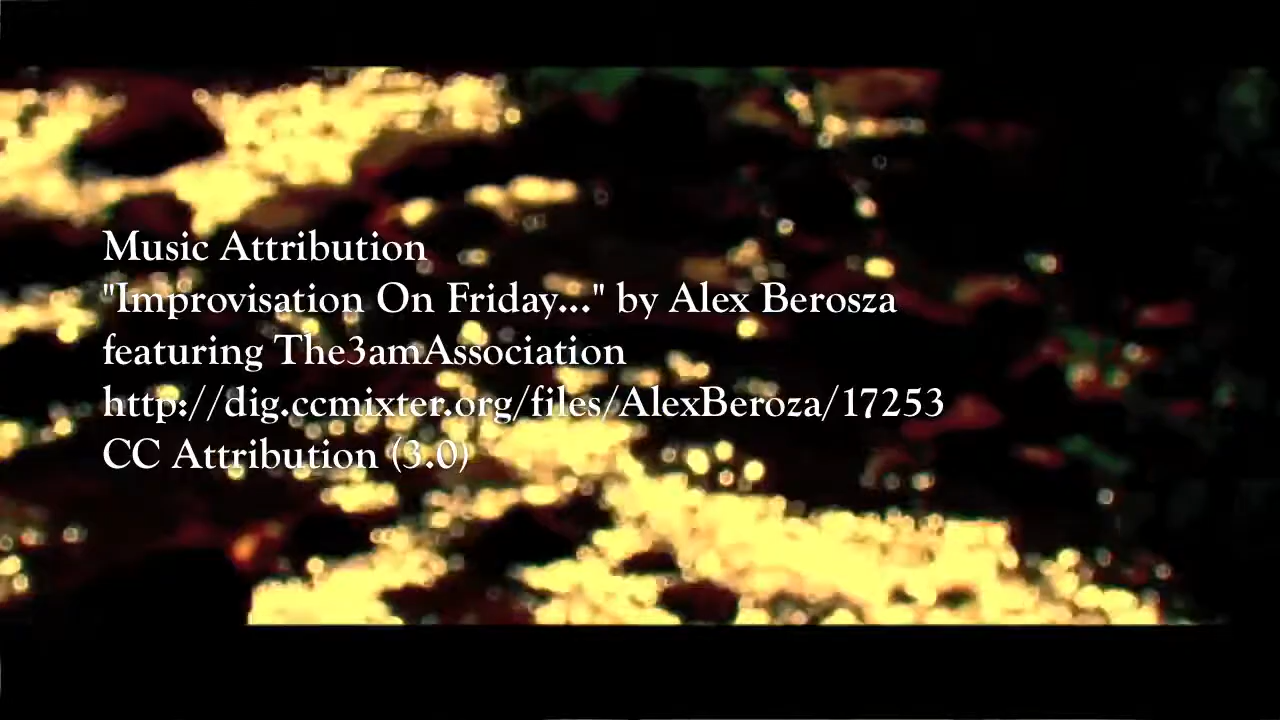 Music Attribution
"Improvisation On Friday..." by Alex Berosza
featuring The3amAssociation
http://dig.ccmixter.org/files/AlexBeroza/17253
CC Attribution (3.0)